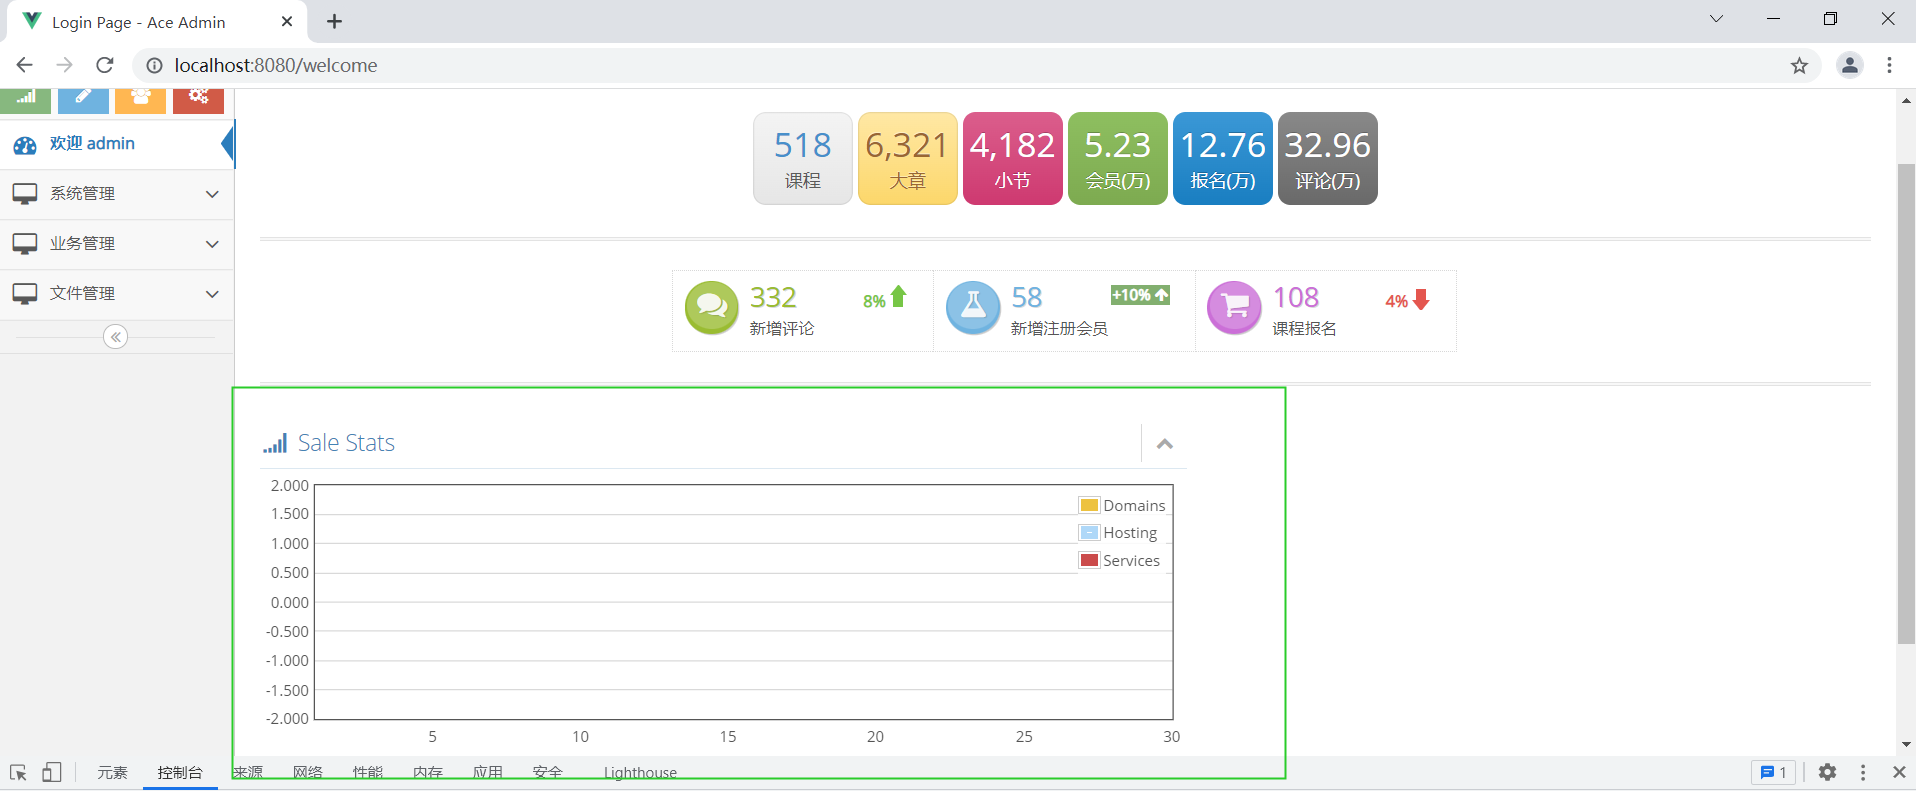 Login Page - Ace Admin
localhost:8080/welcome
欢迎 admin
系统管理
业务管理
文件管理
518
课程
6,321
大章
4,182
小节
5.23
会员(万)
12.76
报名(万)
32.96
评论(万)
332
8%
新增评论
58
+10%
新增注册会员
108
4%
课程报名
Sale Stats
2.000
1.500
1.000
0.500
0.000
-0.500
-1.000
-1.500
-2.000
Domains
Hosting
Services
5 10 15 20 25 30
元素 控制台 来源 网络 性能 内存 应用 安全 Lighthouse 1